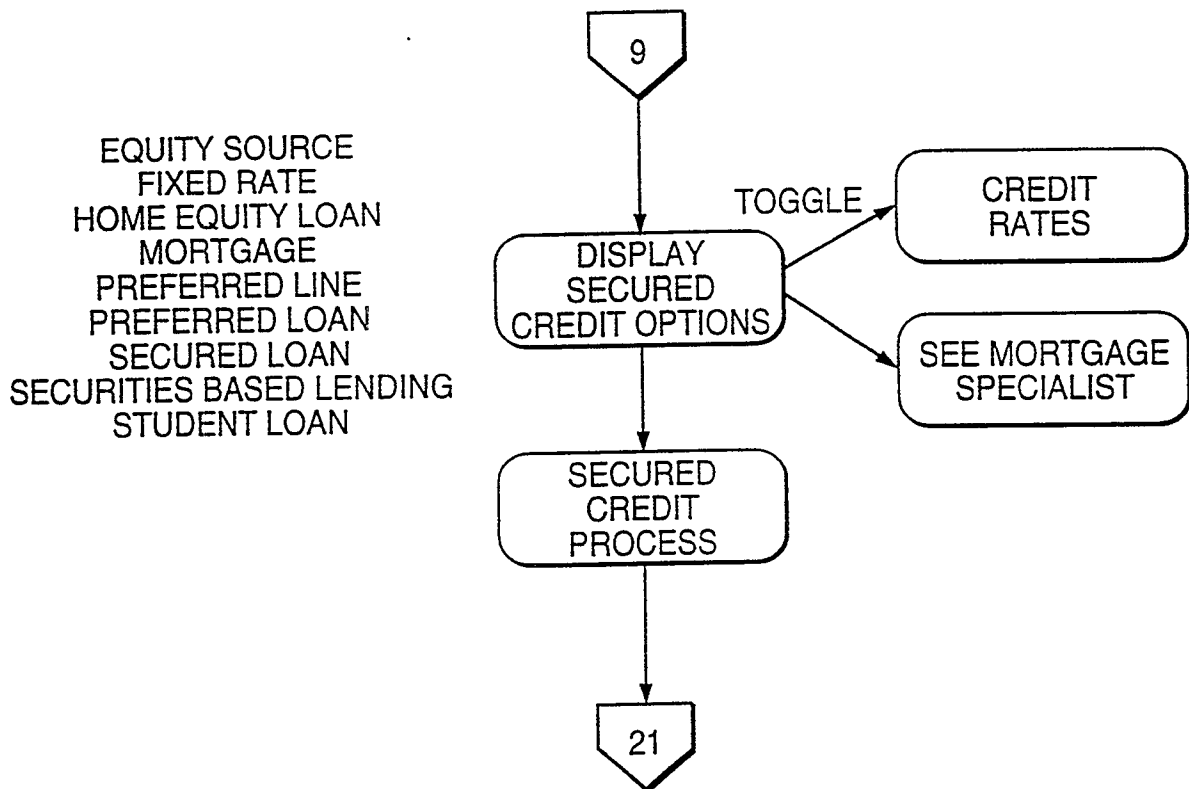 9
EQUITY SOURCE
FIXED RATE
HOME EQUITY LOAN
MORTGAGE
PREFERRED LINE
PREFERRED LOAN
SECURED LOAN
SECURITIES BASED LENDING
STUDENT LOAN
DISPLAY
SECURED
CREDIT OPTIONS
TOGGLE
CREDIT
RATES
SEE MORTGAGE
SPECIALIST
SECURED
CREDIT
PROCESS
21